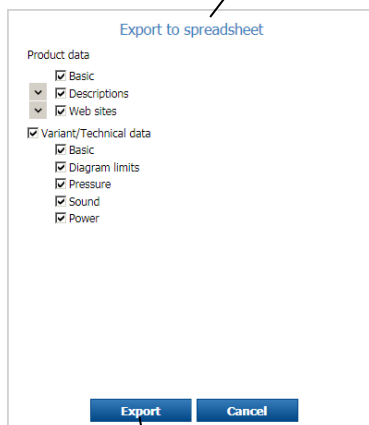 Export to spreadsheet
Product data
Basic
Descriptions
Web sites
Variant/Technical data
Basic
Diagram limits
Pressure
Sound
Power
Export Cancel